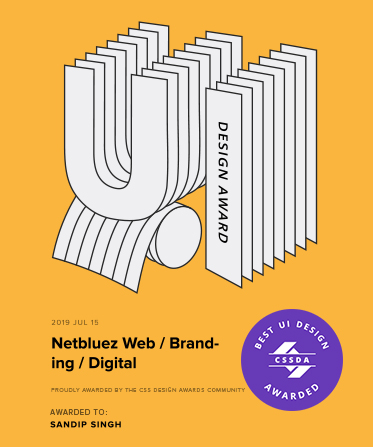 UI
DESIGN AWARD
2019 JUL 15
Netbluez Web / Brand-
ing / Digital
PROUDLY AWARDED BY THE CSS DESIGN AWARDS COMMUNITY
AWARDED TO:
SANDIP SINGH
BEST UI DESIGN
CSSDA
AWARDED